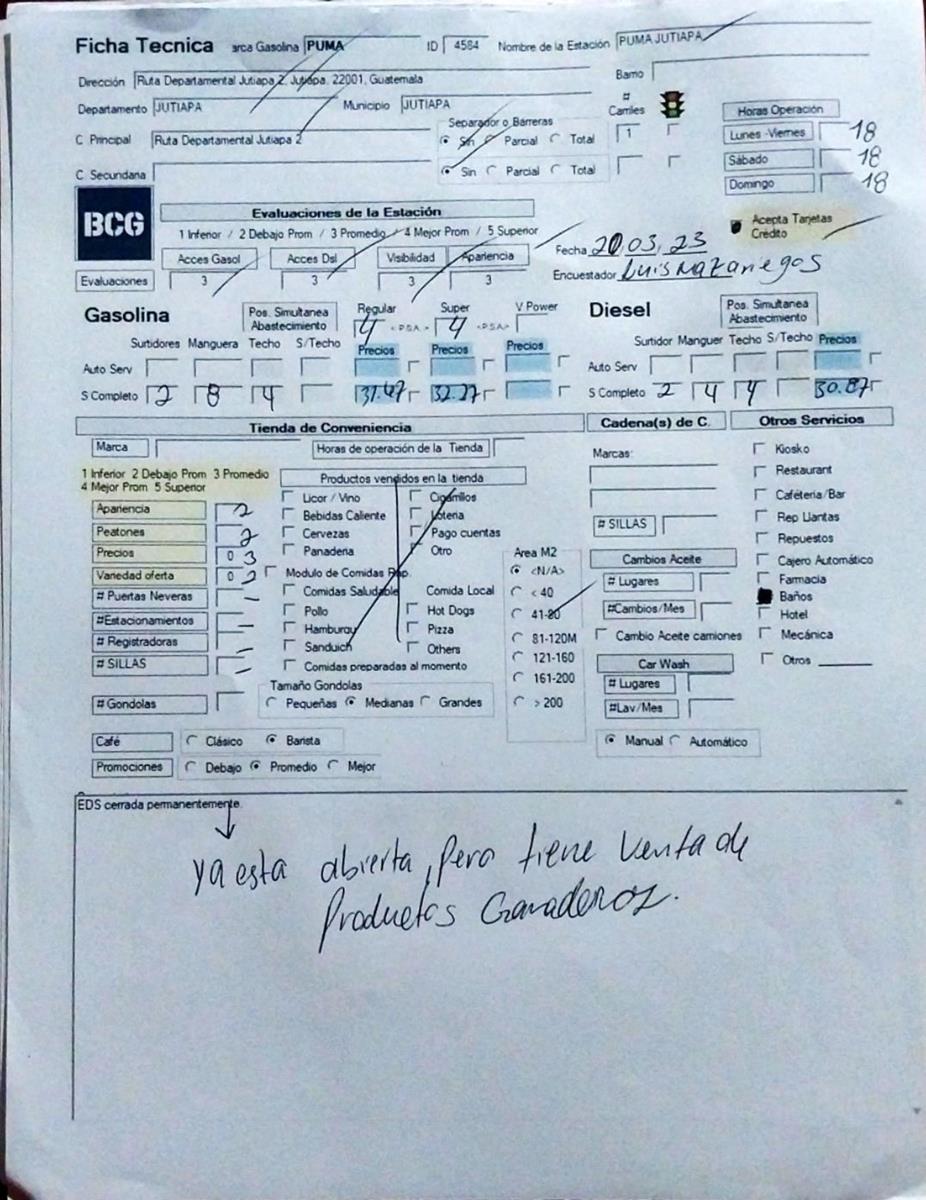 Ficha Tecnica arca Gasolina PUMA ID 4584 Nombre de la Estación PUMA JUTIAPA
Dirección Ruta Departamental Jutiapa 2, Jutiapa, 22001, Guatemala Barrio
Departamento JUTIAPA Municipio JUTIAPA # Carriles Horas Operación
C Principal Ruta Departamental Jutiapa 2 Separador o Barreras
Sin Parcial Total 1 Lunes -Viernes 18
C Secundaria Sin Parcial Total Sábado 18
Domingo 18
BCG Evaluaciones de la Estación
1 Inferior / 2 Debajo Prom / 3 Promedio / 4 Mejor Prom / 5 Superior
Acepta Tarjetas Crédito
Acces Gasol Acces Dsl Visibilidad Apariencia Fecha 20.03.23
Evaluaciones 3 3 3 3 Encuestador Luis Mazariegos
Gasolina Pos. Simultanea Abastecimiento Regular 4 <PSA> Super 4 <PSA> V Power Diesel Pos. Simultanea Abastecimiento
Surtidores Manguera Techo S/Techo Precios Precios Precios Surtidor Manguer Techo S/Techo Precios
Auto Serv Auto Serv
S Completo 2 8 4 31.47 32.27 S Completo 2 4 4 30.87
Tienda de Conveniencia Cadena(s) de C. Otros Servicios
Marca Horas de operación de la Tienda Marcas: Kiosko
1 Inferior 2 Debajo Prom 3 Promedio
4 Mejor Prom 5 Superior
Productos vendidos en la tienda Restaurant
Licor / Vino Cigarrillos Cafeteria/Bar
Apariencia 2 Bebidas Caliente Loteria # SILLAS Rep Llantas
Peatones 2 Cervezas Pago cuentas Repuestos
Precios 0 3 Panaderia Otro Area M2 Cambios Aceite Cajero Automático
Variedad oferta 0 2 Modulo de Comidas Rap. <N/A> # Lugares Farmacia
# Puertas Neveras - Comidas Saludable Comida Local < 40 Baños
#Estacionamientos - Pollo Hot Dogs 41-80 #Cambios/Mes Hotel
# Registradoras - Hamburg Pizza 81-120M Cambio Aceite camiones Mecánica
# SILLAS - Sanduich Others 121-160 Car Wash Otros
Comidas preparadas al momento 161-200 # Lugares
# Gondolas Tamaño Gondolas
Pequeñas Medianas Grandes > 200 #Lav/Mes
Café Clásico Barista Manual Automático
Promociones Debajo Promedio Mejor
EDS cerrada permanentemente.
ya esta abierta, pero tiene venta de
Productos Ganaderos.